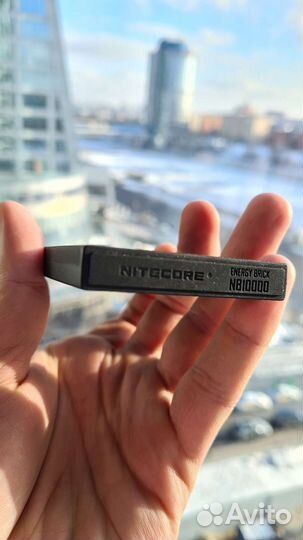 NITECORE
ENERGY BRICK
NB10000
Avito